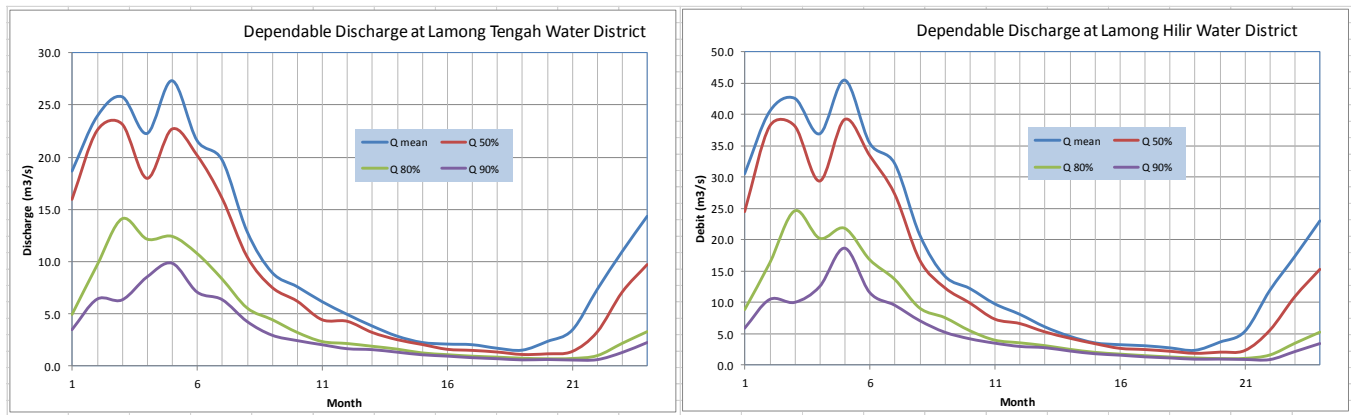 Dependable Discharge at Lamong Tengah Water District
30.0
25.0
20.0
15.0
10.0
5.0
0.0
Discharge (m3/s)
Q mean Q 50%
Q 80% Q 90%
1 6 11 16 21
Month
Dependable Discharge at Lamong Hilir Water District
50.0
45.0
40.0
35.0
30.0
25.0
20.0
15.0
10.0
5.0
0.0
Debit (m3/s)
Q mean Q 50%
Q 80% Q 90%
1 6 11 16 21
Month